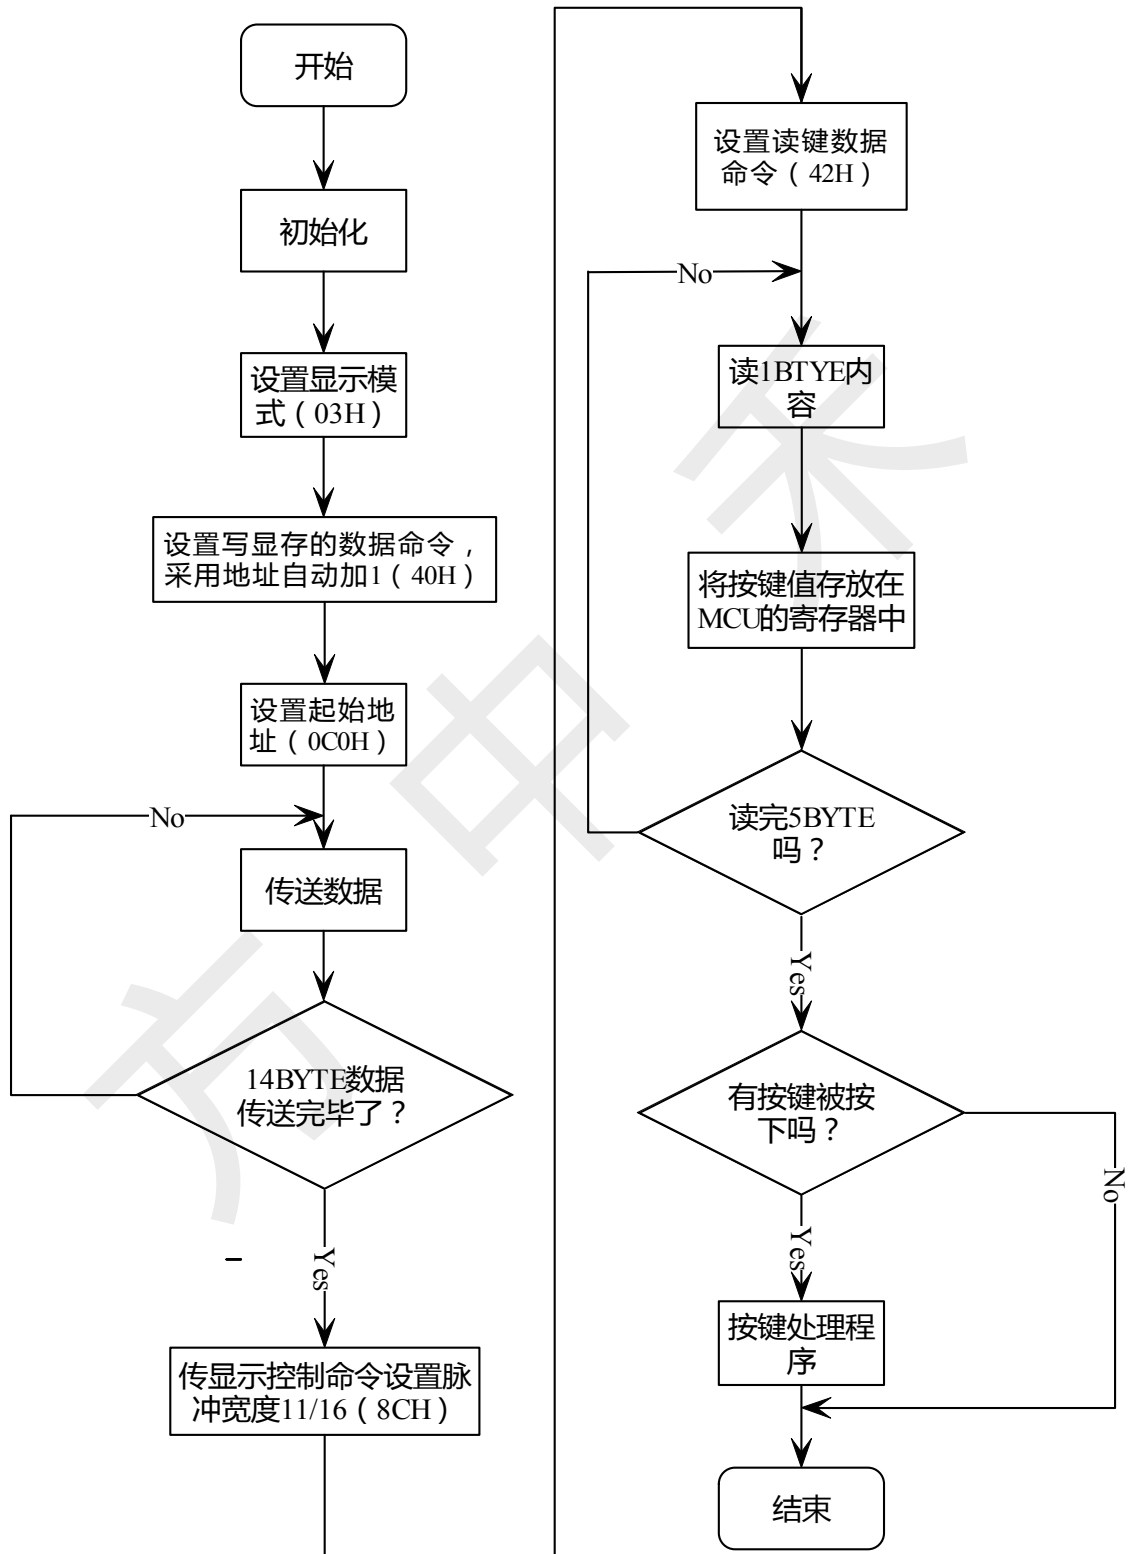 开始
初始化
设置显示模
式（03H）
设置写显存的数据命令，
采用地址自动加1（40H）
设置起始地
址（0C0H）
No
传送数据
14BYTE数据
传送完毕了？
Yes
传显示控制命令设置脉
冲宽度11/16（8CH）
设置读键数据
命令（42H）
No
读1BTYE内
容
将按键值存放在
MCU的寄存器中
读完5BYTE
吗？
Yes
有按键被按
下吗？
No
Yes
按键处理程
序
结束